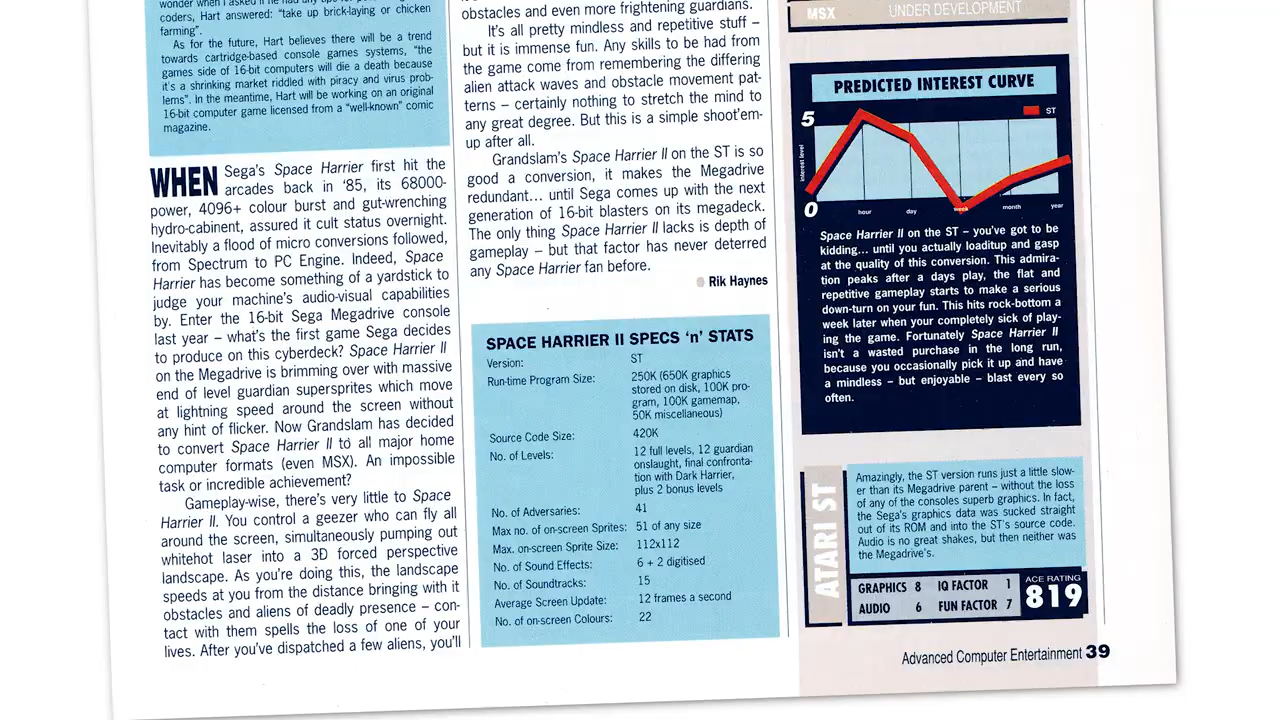 wonder when I asked if he had any tips for
coders, Hart answered: “take up brick-laying or chicken
farming”.
As for the future, Hart believes there will be a trend
towards cartridge-based console games systems, “the
games side of 16-bit computers will die a death because
it’s a shrinking market riddled with piracy and virus prob-
lems”. In the meantime, Hart will be working on an original
16-bit computer game licensed from a “well-known” comic
magazine.
WHEN Sega’s Space Harrier first hit the
arcades back in ‘85, its 68000-
power, 4096+ colour burst and gut-wrenching
hydro-cabinent, assured it cult status overnight.
Inevitably a flood of micro conversions followed,
from Spectrum to PC Engine. Indeed, Space
Harrier has become something of a yardstick to
judge your machine’s audio-visual capabilities
by. Enter the 16-bit Sega Megadrive console
last year – what’s the first game Sega decides
to produce on this cyberdeck? Space Harrier II
on the Megadrive is brimming over with massive
end of level guardian supersprites which move
at lightning speed around the screen without
any hint of flicker. Now Grandslam has decided
to convert Space Harrier II to all major home
computer formats (even MSX). An impossible
task or incredible achievement?
Gameplay-wise, there’s very little to Space
Harrier II. You control a geezer who can fly all
around the screen, simultaneously pumping out
whitehot laser into a 3D forced perspective
landscape. As you’re doing this, the landscape
speeds at you from the distance bringing with it
obstacles and aliens of deadly presence – con-
tact with them spells the loss of one of your
lives. After you’ve dispatched a few aliens, you’ll
obstacles and even more frightening guardians.
It’s all pretty mindless and repetitive stuff –
but it is immense fun. Any skills to be had from
the game come from remembering the differing
alien attack waves and obstacle movement pat-
terns – certainly nothing to stretch the mind to
any great degree. But this is a simple shoot’em-
up after all.
Grandslam’s Space Harrier II on the ST is so
good a conversion, it makes the Megadrive
redundant... until Sega comes up with the next
generation of 16-bit blasters on its megadeck.
The only thing Space Harrier II lacks is depth of
gameplay – but that factor has never deterred
any Space Harrier fan before.
Rik Haynes
SPACE HARRIER II SPECS ‘n’ STATS
Version: ST
Run-time Program Size: 250K (650K graphics
stored on disk, 100K pro-
gram, 100K gamemap,
50K miscellaneous)
Source Code Size: 420K
No. of Levels: 12 full levels, 12 guardian
onslaught, final confronta-
tion with Dark Harrier,
plus 2 bonus levels
No. of Adversaries: 41
Max no. of on-screen Sprites: 51 of any size
Max. on-screen Sprite Size: 112x112
No. of Sound Effects: 6 + 2 digitised
No. of Soundtracks: 15
Average Screen Update: 12 frames a second
No. of on-screen Colours: 22
MSX UNDER DEVELOPMENT
PREDICTED INTEREST CURVE
ST
5
interest level
0
hour day week month year
Space Harrier II on the ST – you’ve got to be
kidding... until you actually loaditup and gasp
at the quality of this conversion. This admira-
tion peaks after a days play, the flat and
repetitive gameplay starts to make a serious
down-turn on your fun. This hits rock-bottom a
week later when your completely sick of play-
ing the game. Fortunately Space Harrier II
isn’t a wasted purchase in the long run,
because you occasionally pick it up and have
a mindless – but enjoyable – blast every so
often.
ATARI ST
Amazingly, the ST version runs just a little slow-
er than its Megadrive parent – without the loss
of any of the consoles superb graphics. In fact,
the Sega’s graphics data was sucked straight
out of its ROM and into the ST’s source code.
Audio is no great shakes, but then neither was
the Megadrive’s.
GRAPHICS 8 IQ FACTOR 1
AUDIO 6 FUN FACTOR 7
ACE RATING
819
Advanced Computer Entertainment 39